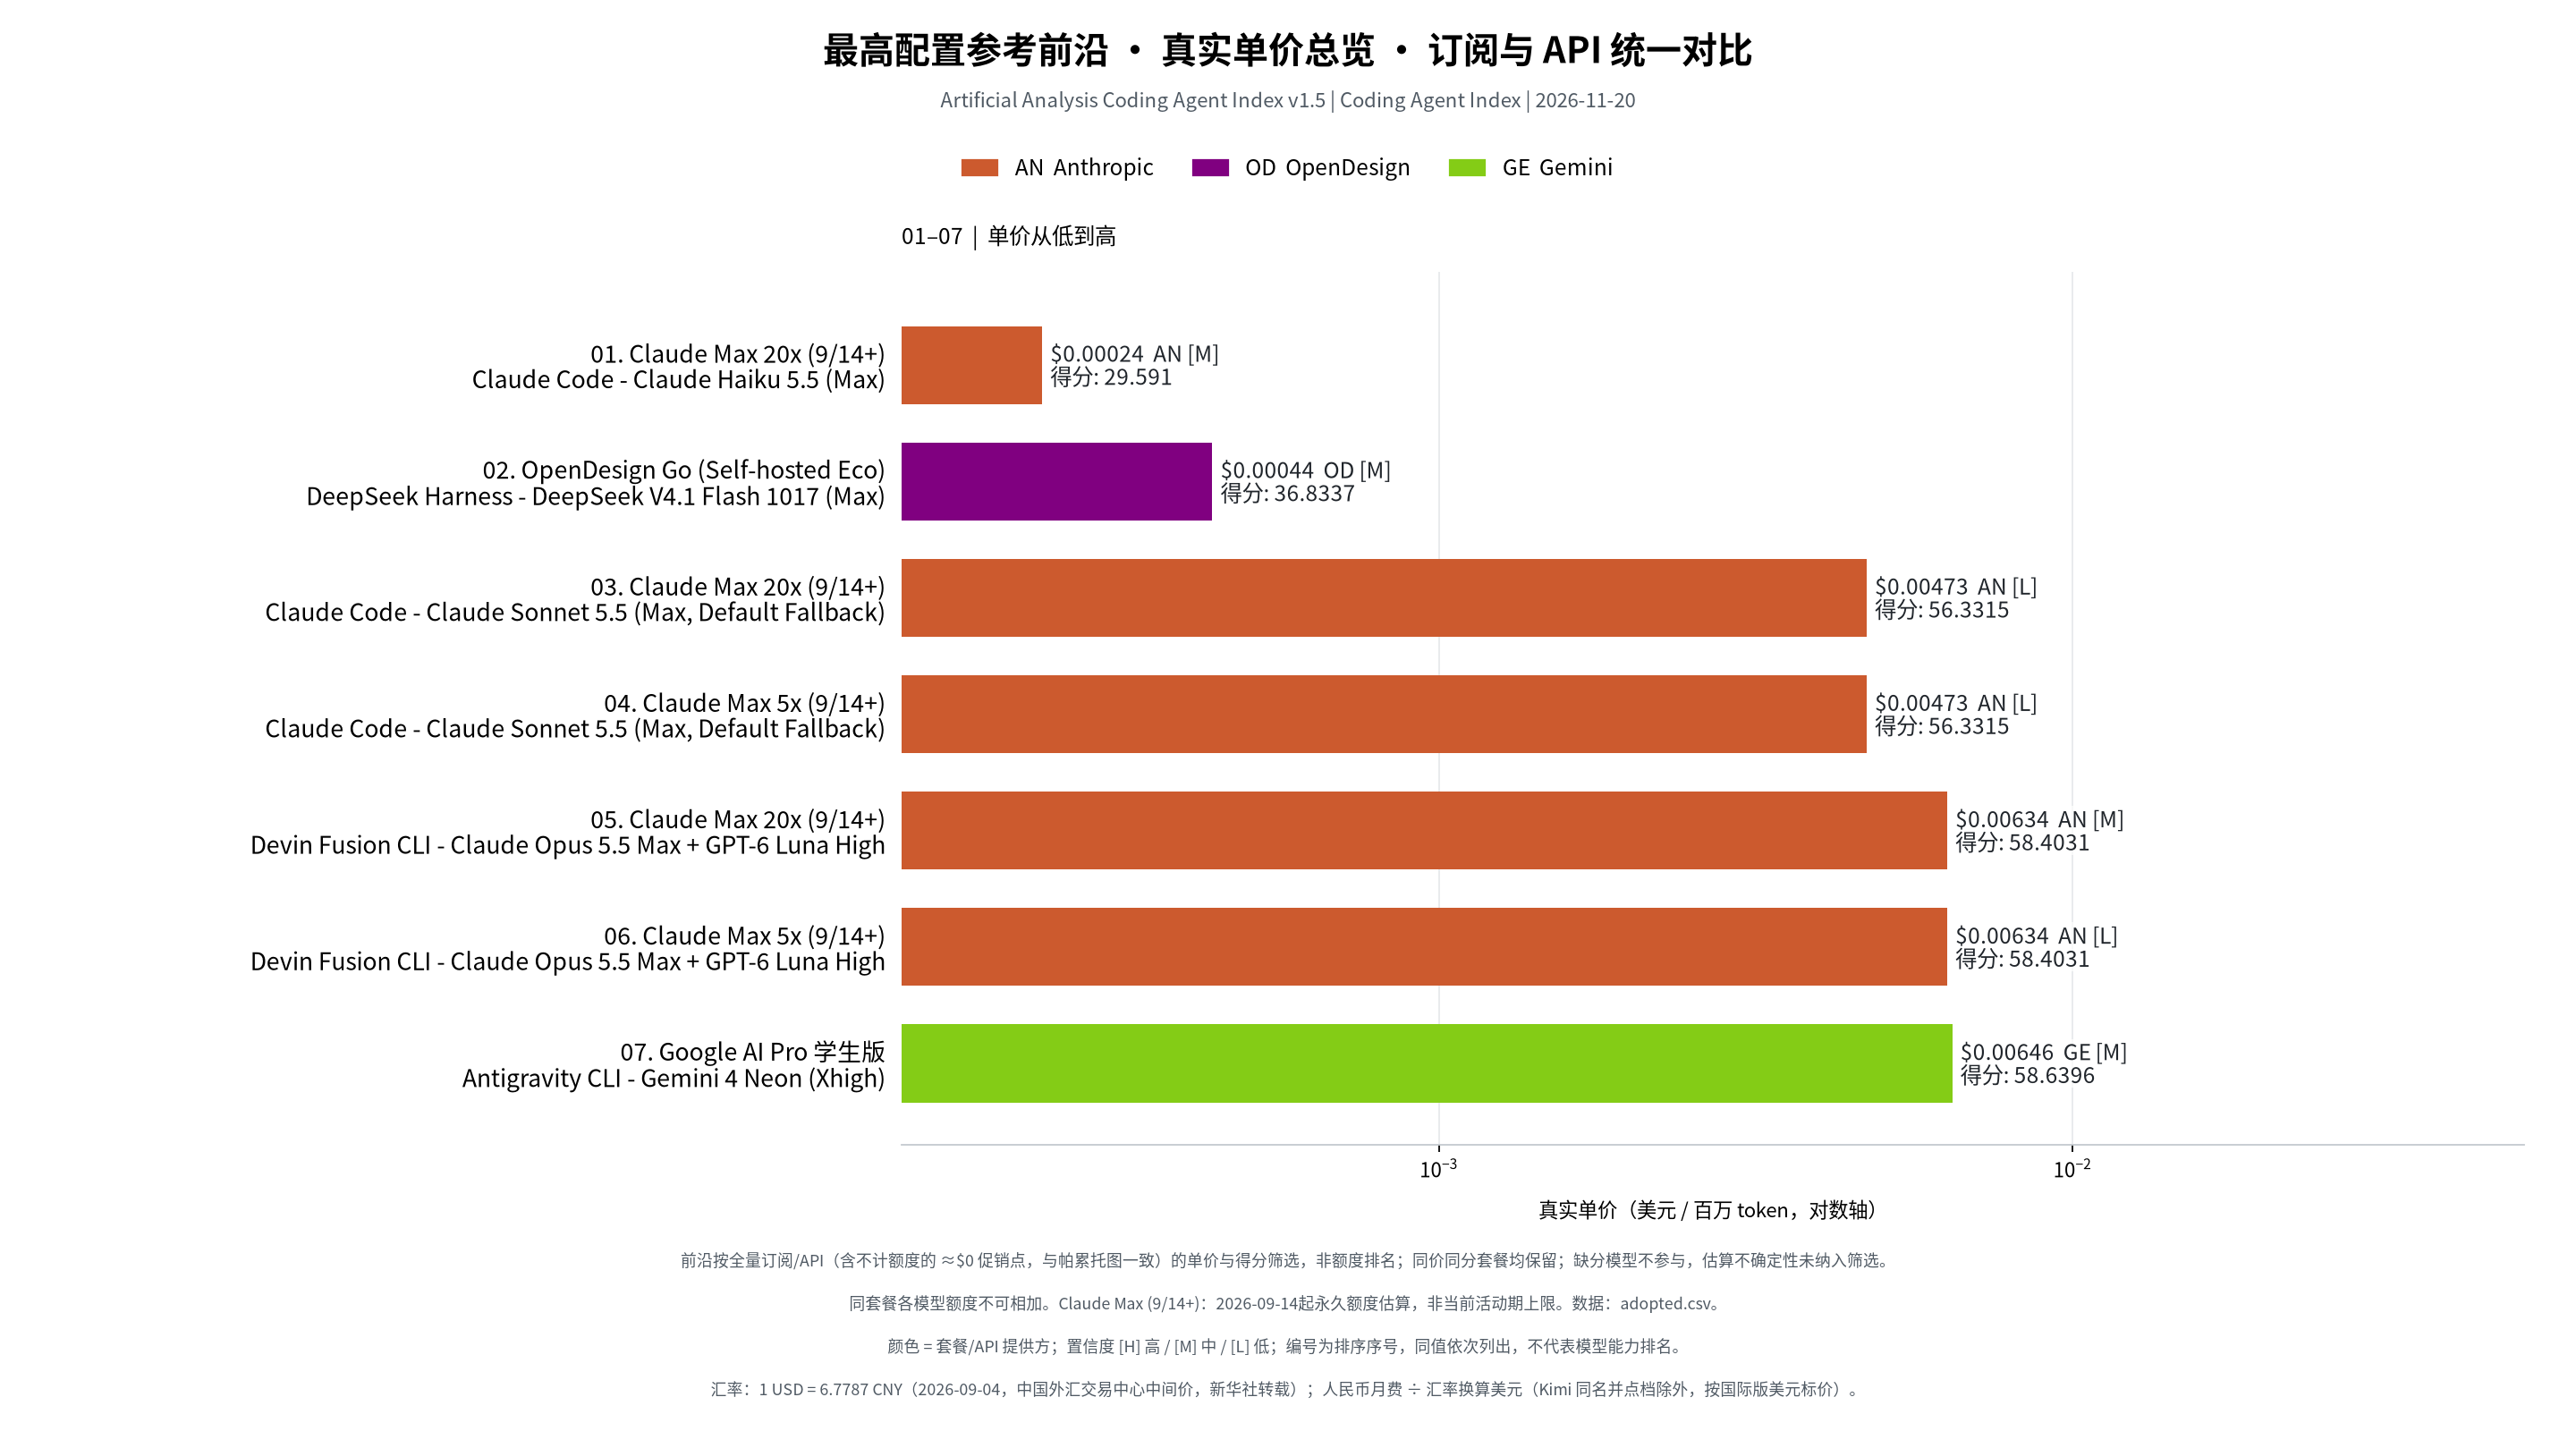 最高配置参考前沿 · 真实单价总览 · 订阅与 API 统一对比
Artificial Analysis Coding Agent Index v1.5 | Coding Agent Index | 2026-11-20
AN Anthropic
OD OpenDesign
GE Gemini
01–07 | 单价从低到高
01. Claude Max 20x (9/14+)
Claude Code - Claude Haiku 5.5 (Max)
$0.00024 AN [M]
得分: 29.591
02. OpenDesign Go (Self-hosted Eco)
DeepSeek Harness - DeepSeek V4.1 Flash 1017 (Max)
$0.00044 OD [M]
得分: 36.8337
03. Claude Max 20x (9/14+)
Claude Code - Claude Sonnet 5.5 (Max, Default Fallback)
$0.00473 AN [L]
得分: 56.3315
04. Claude Max 5x (9/14+)
Claude Code - Claude Sonnet 5.5 (Max, Default Fallback)
$0.00473 AN [L]
得分: 56.3315
05. Claude Max 20x (9/14+)
Devin Fusion CLI - Claude Opus 5.5 Max + GPT-6 Luna High
$0.00634 AN [M]
得分: 58.4031
06. Claude Max 5x (9/14+)
Devin Fusion CLI - Claude Opus 5.5 Max + GPT-6 Luna High
$0.00634 AN [L]
得分: 58.4031
07. Google AI Pro 学生版
Antigravity CLI - Gemini 4 Neon (Xhigh)
$0.00646 GE [M]
得分: 58.6396
10⁻³
10⁻²
真实单价（美元 / 百万 token，对数轴）
前沿按全量订阅/API（含不计额度的 ≈$0 促销点，与帕累托图一致）的单价与得分筛选，非额度排名；同价同分套餐均保留；缺分模型不参与，估算不确定性未纳入筛选。
同套餐各模型额度不可相加。Claude Max (9/14+)：2026-09-14起永久额度估算，非当前活动期上限。数据：adopted.csv。
颜色 = 套餐/API 提供方；置信度 [H] 高 / [M] 中 / [L] 低；编号为排序序号，同值依次列出，不代表模型能力排名。
汇率：1 USD = 6.7787 CNY（2026-09-04，中国外汇交易中心中间价，新华社转载）；人民币月费 ÷ 汇率换算美元（Kimi 同名并点档除外，按国际版美元标价）。